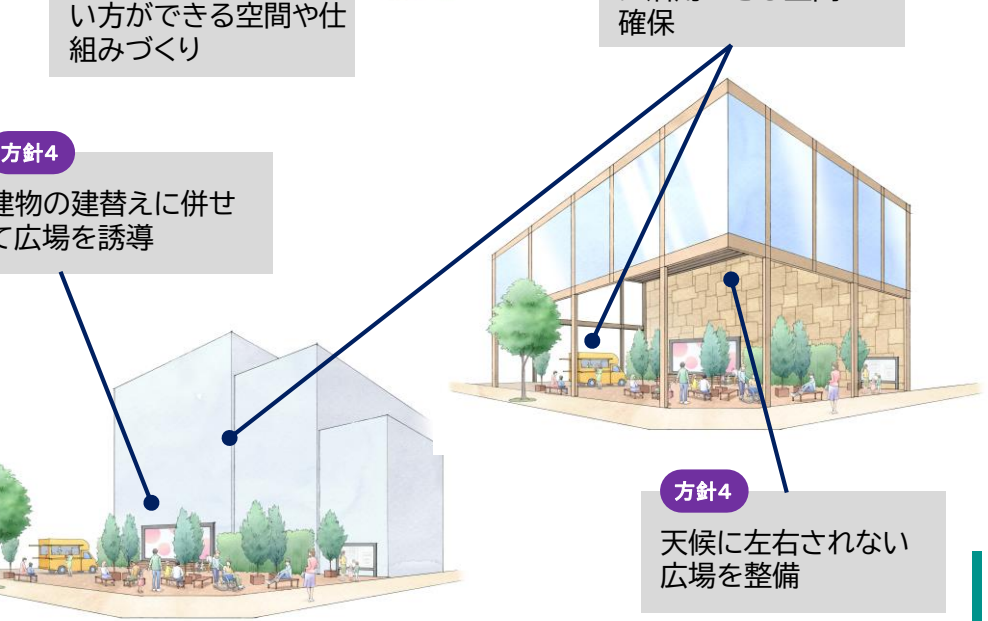 い方ができる空間や仕
組みづくり
確保
方針4
建物の建替えに併せ
て広場を誘導
方針4
天候に左右されない
広場を整備